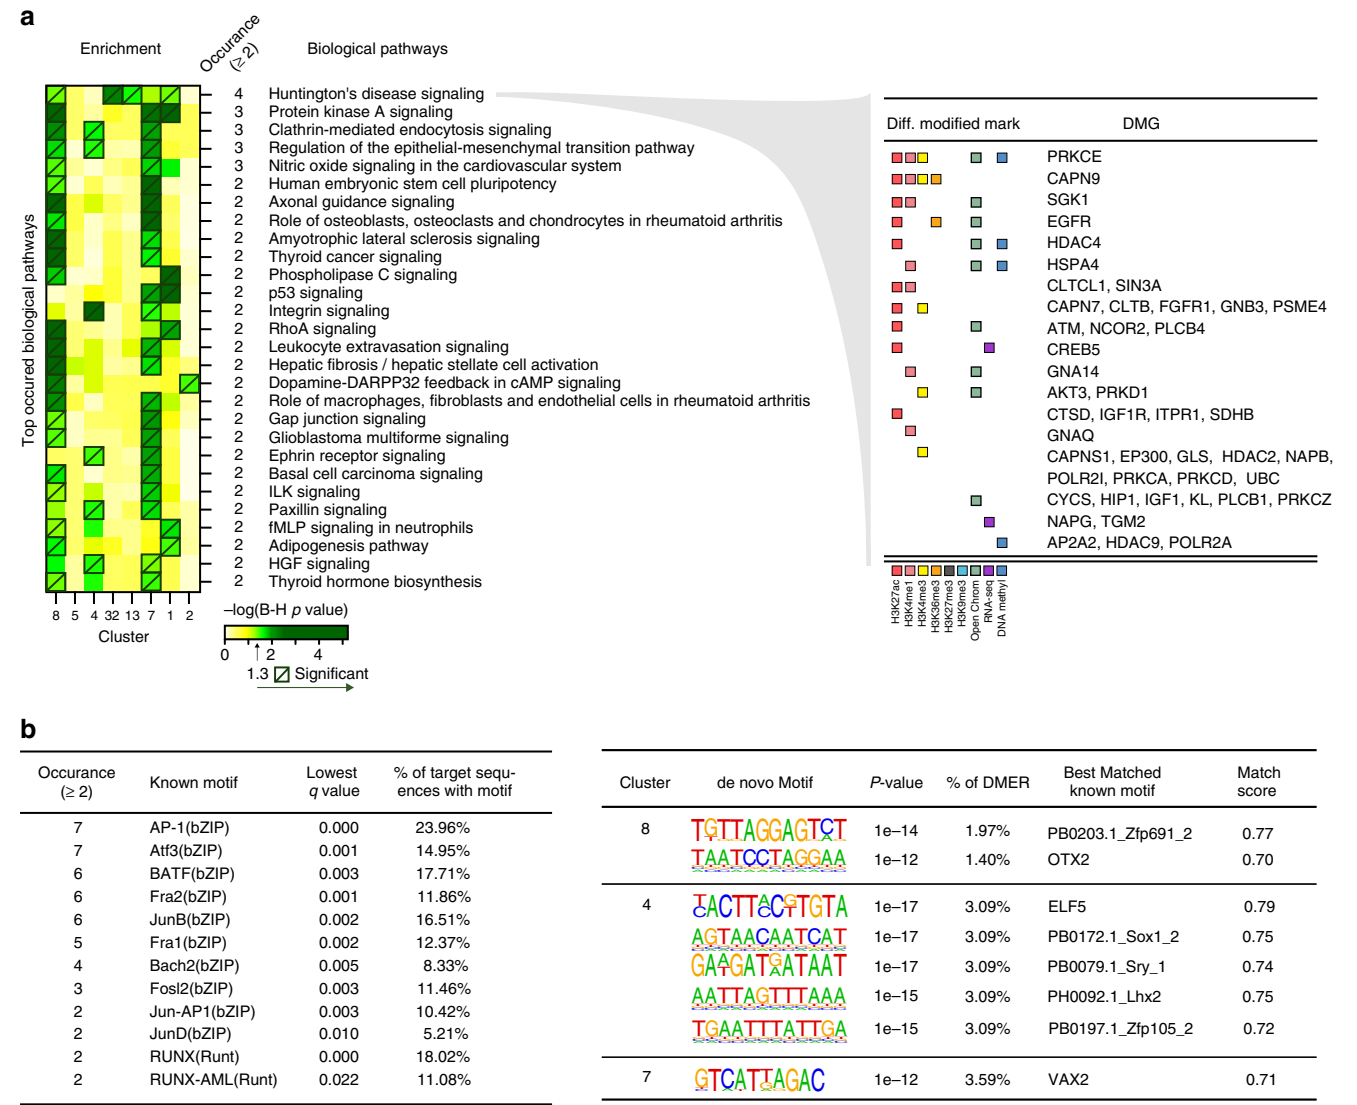 a
Enrichment
Occurance
(≥ 2)
Biological pathways
Top occured biological pathways
4 Huntington's disease signaling
3 Protein kinase A signaling
3 Clathrin-mediated endocytosis signaling
3 Regulation of the epithelial-mesenchymal transition pathway
3 Nitric oxide signaling in the cardiovascular system
2 Human embryonic stem cell pluripotency
2 Axonal guidance signaling
2 Role of osteoblasts, osteoclasts and chondrocytes in rheumatoid arthritis
2 Amyotrophic lateral sclerosis signaling
2 Thyroid cancer signaling
2 Phospholipase C signaling
2 p53 signaling
2 Integrin signaling
2 RhoA signaling
2 Leukocyte extravasation signaling
2 Hepatic fibrosis / hepatic stellate cell activation
2 Dopamine-DARPP32 feedback in cAMP signaling
2 Role of macrophages, fibroblasts and endothelial cells in rheumatoid arthritis
2 Gap junction signaling
2 Glioblastoma multiforme signaling
2 Ephrin receptor signaling
2 Basal cell carcinoma signaling
2 ILK signaling
2 Paxillin signaling
2 fMLP signaling in neutrophils
2 Adipogenesis pathway
2 HGF signaling
2 Thyroid hormone biosynthesis
8 5 4 32 13 7 1 2
Cluster
–log(B-H p value)
0 2 4
1.3 Significant
Diff. modified mark DMG
PRKCE
CAPN9
SGK1
EGFR
HDAC4
HSPA4
CLTCL1, SIN3A
CAPN7, CLTB, FGFR1, GNB3, PSME4
ATM, NCOR2, PLCB4
CREB5
GNA14
AKT3, PRKD1
CTSD, IGF1R, ITPR1, SDHB
GNAQ
CAPNS1, EP300, GLS, HDAC2, NAPB,
POLR2I, PRKCA, PRKCD, UBC
CYCS, HIP1, IGF1, KL, PLCB1, PRKCZ
NAPG, TGM2
AP2A2, HDAC9, POLR2A
H3K27ac
H3K4me1
H3K4me3
H3K36me3
H3K27me3
H3K9me3
Open Chrom
RNA-seq
DNA methyl
b
Occurance
(≥ 2)
Known motif
Lowest
q value
% of target sequ-
ences with motif
7 AP-1(bZIP) 0.000 23.96%
7 Atf3(bZIP) 0.001 14.95%
6 BATF(bZIP) 0.003 17.71%
6 Fra2(bZIP) 0.001 11.86%
6 JunB(bZIP) 0.002 16.51%
5 Fra1(bZIP) 0.002 12.37%
4 Bach2(bZIP) 0.005 8.33%
3 Fosl2(bZIP) 0.003 11.46%
2 Jun-AP1(bZIP) 0.003 10.42%
2 JunD(bZIP) 0.010 5.21%
2 RUNX(Runt) 0.000 18.02%
2 RUNX-AML(Runt) 0.022 11.08%
Cluster
de novo Motif
P-value
% of DMER
Best Matched
known motif
Match
score
8 TGTTAGGAGTCT 1e–14 1.97% PB0203.1_Zfp691_2 0.77
TAATCCTAGGAA 1e–12 1.40% OTX2 0.70
4 TACTTACGTGTA 1e–17 3.09% ELF5 0.79
AGTAACAATCAT 1e–17 3.09% PB0172.1_Sox1_2 0.75
GAAGATGATAAT 1e–17 3.09% PB0079.1_Sry_1 0.74
AATTAGTTTAAA 1e–15 3.09% PH0092.1_Lhx2 0.75
TGAATTTATTGA 1e–15 3.09% PB0197.1_Zfp105_2 0.72
7 GTCATTAGAC 1e–12 3.59% VAX2 0.71